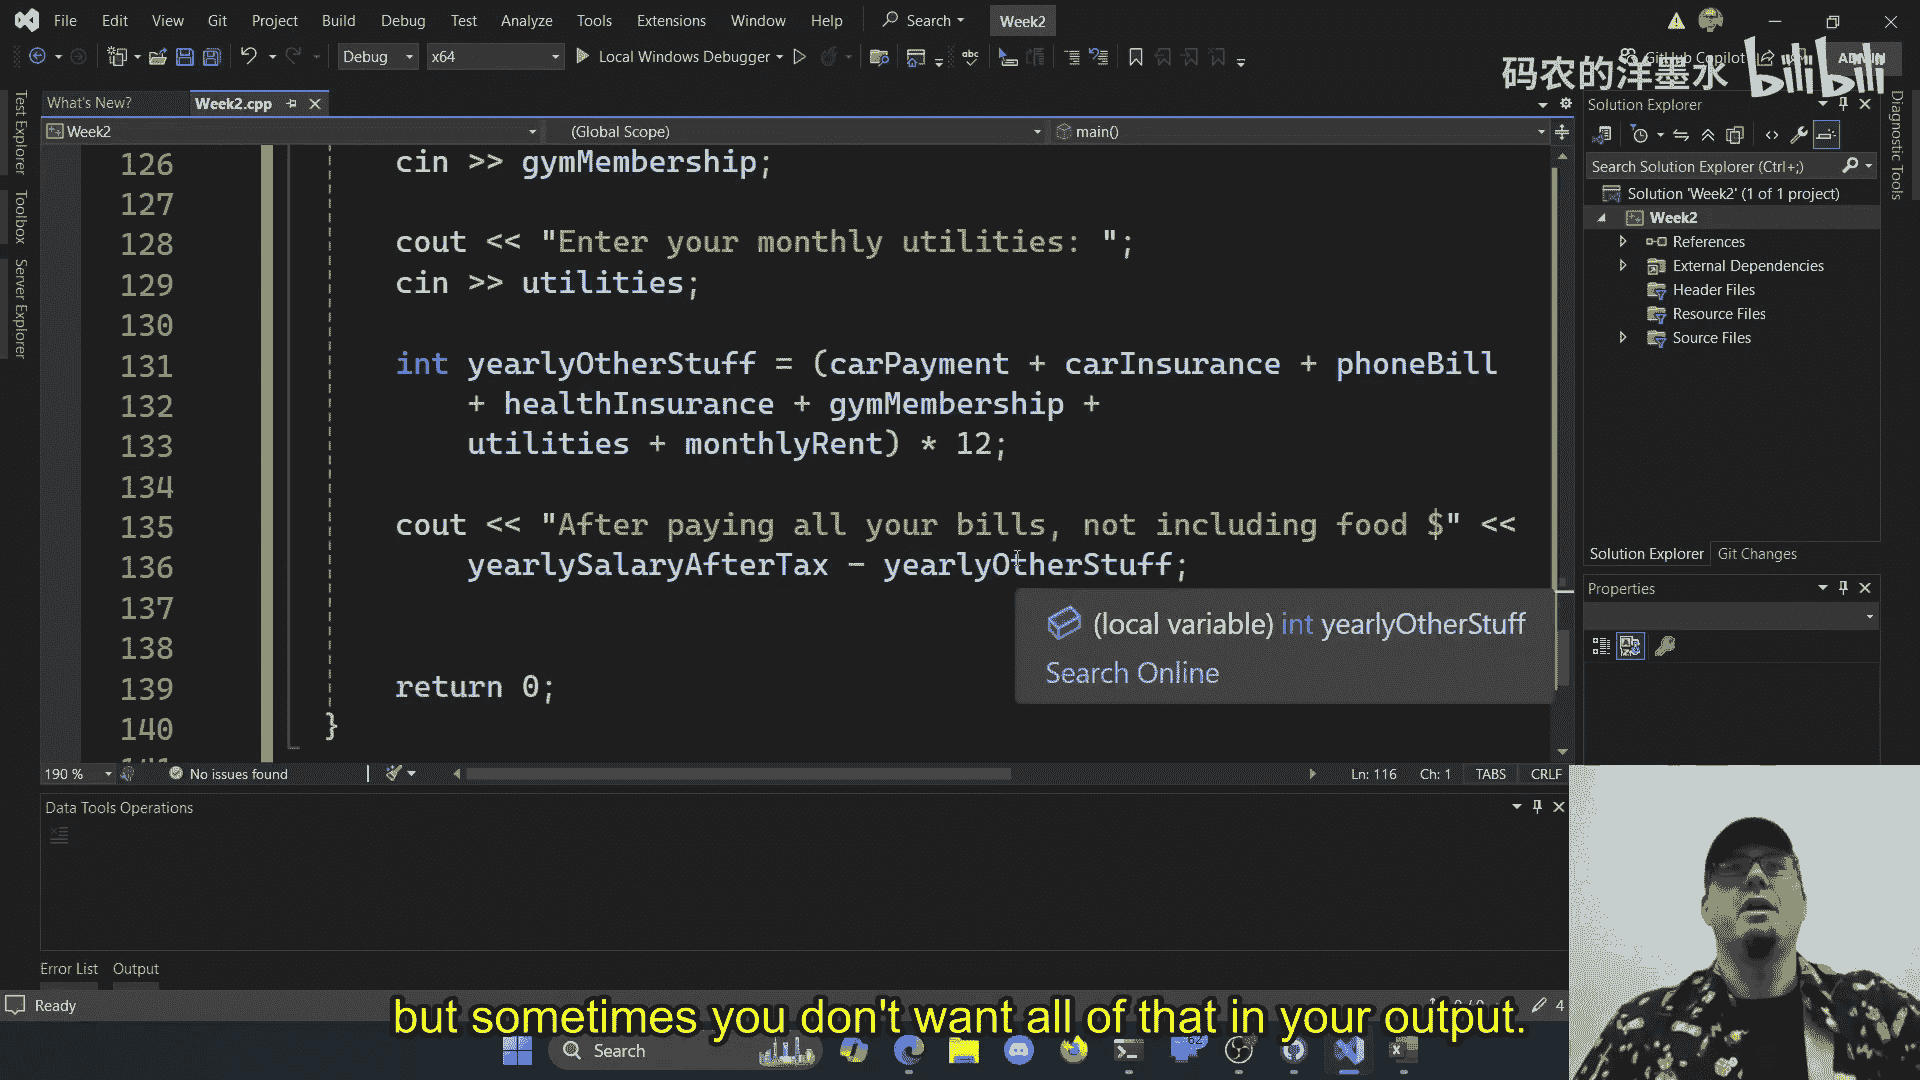 File Edit View Git Project Build Debug Test Analyze Tools Extensions Window Help Search Week2
Debug x64 Local Windows Debugger GitHub Copilot
码农的洋墨水 bilibili
What's New? Week2.cpp
Week2 (Global Scope) main()
126 cin >> gymMembership;
127
128 cout << "Enter your monthly utilities: ";
129 cin >> utilities;
130
131 int yearlyOtherStuff = (carPayment + carInsurance + phoneBill
132 + healthInsurance + gymMembership +
133 utilities + monthlyRent) * 12;
134
135 cout << "After paying all your bills, not including food $" <<
136 yearlySalaryAfterTax - yearlyOtherStuff;
137
138
139 return 0;
140 }
(local variable) int yearlyOtherStuff
Search Online
190 % No issues found Ln: 116 Ch: 1 TABS CRLF
Data Tools Operations
Error List Output
Ready
4
Test Explorer
Toolbox
Server Explorer
Solution Explorer
Search Solution Explorer (Ctrl+;)
Solution 'Week2' (1 of 1 project)
Week2
References
External Dependencies
Header Files
Resource Files
Source Files
Solution Explorer Git Changes
Properties
Diagnostic Tools
but sometimes you don't want all of that in your output.
Search